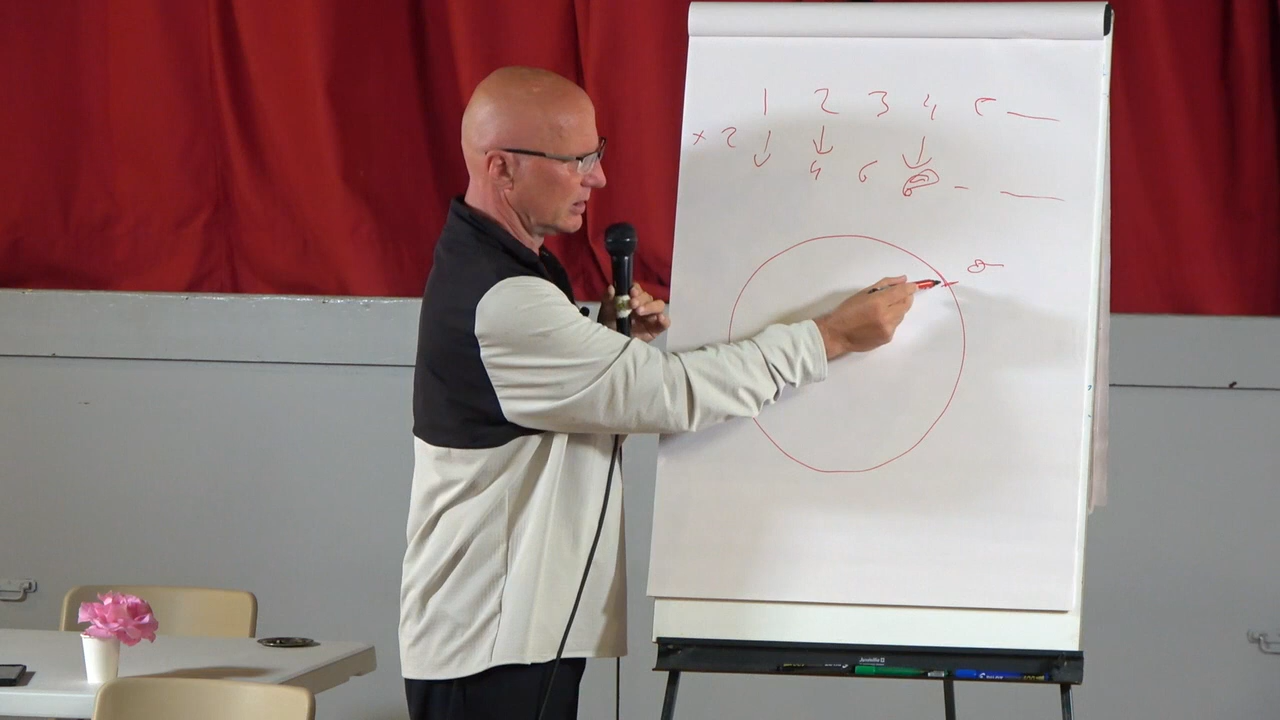 1 2 3 4 5 —
× 2 ↓ ↓ ↓
4 6 8 - —